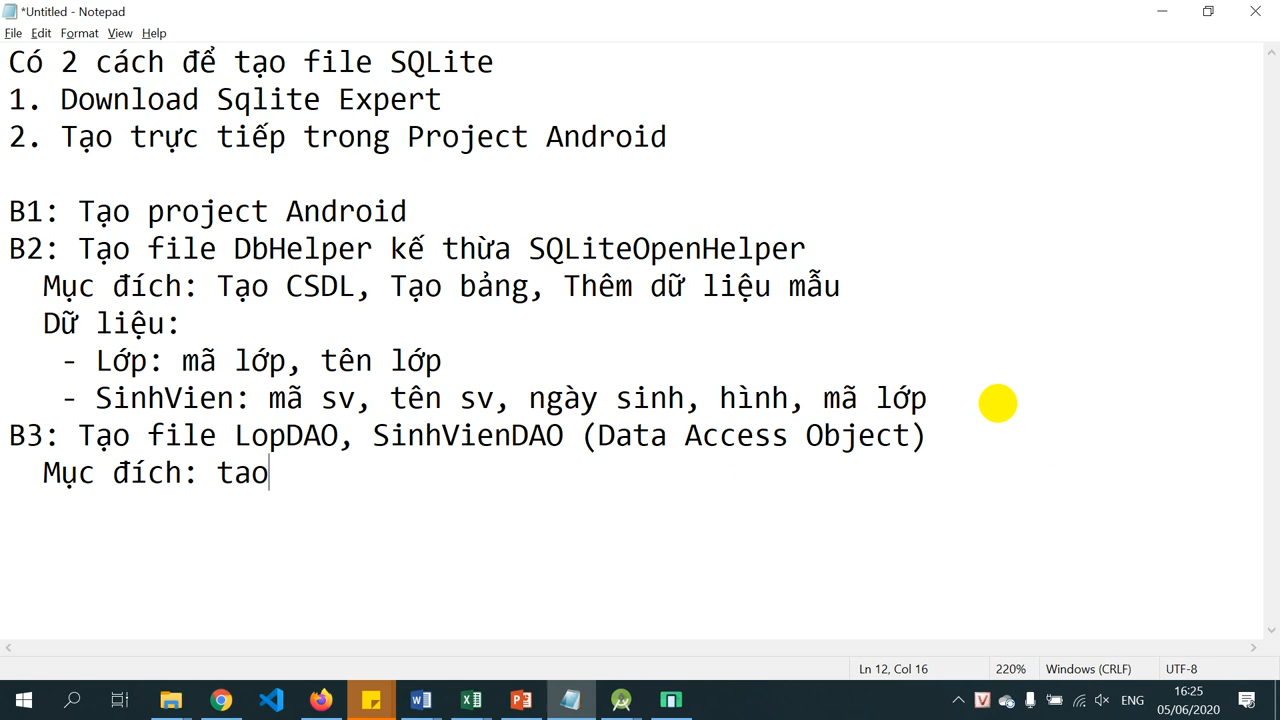 *Untitled - Notepad
File Edit Format View Help
Có 2 cách để tạo file SQLite
1. Download Sqlite Expert
2. Tạo trực tiếp trong Project Android
B1: Tạo project Android
B2: Tạo file DbHelper kế thừa SQLiteOpenHelper
Mục đích: Tạo CSDL, Tạo bảng, Thêm dữ liệu mẫu
Dữ liệu:
- Lớp: mã lớp, tên lớp
- SinhVien: mã sv, tên sv, ngày sinh, hình, mã lớp
B3: Tạo file LopDAO, SinhVienDAO (Data Access Object)
Mục đích: tao
Ln 12, Col 16 220% Windows (CRLF) UTF-8
ENG 16:25
05/06/2020